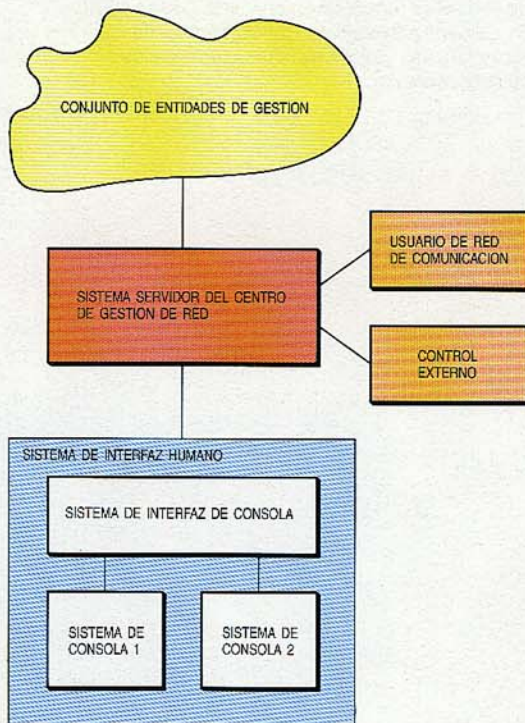 CONJUNTO DE ENTIDADES DE GESTION
USUARIO DE RED
DE COMUNICACION
SISTEMA SERVIDOR DEL CENTRO
DE GESTION DE RED
CONTROL
EXTERNO
SISTEMA DE INTERFAZ HUMANO
SISTEMA DE INTERFAZ DE CONSOLA
SISTEMA DE
CONSOLA 1
SISTEMA DE
CONSOLA 2